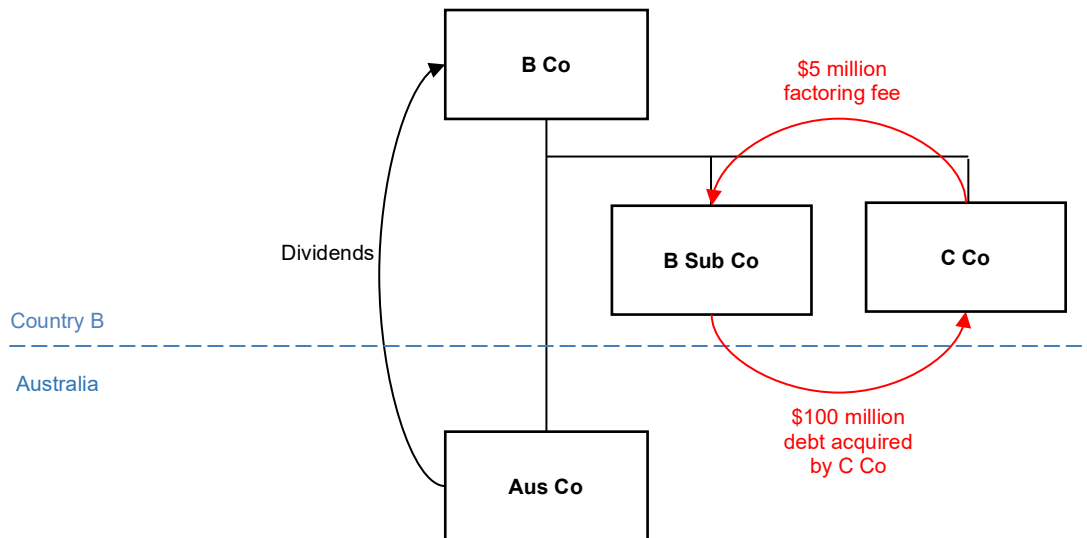 B Co
$5 million
factoring fee
Dividends
B Sub Co
C Co
Country B
Australia
$100 million
debt acquired
by C Co
Aus Co